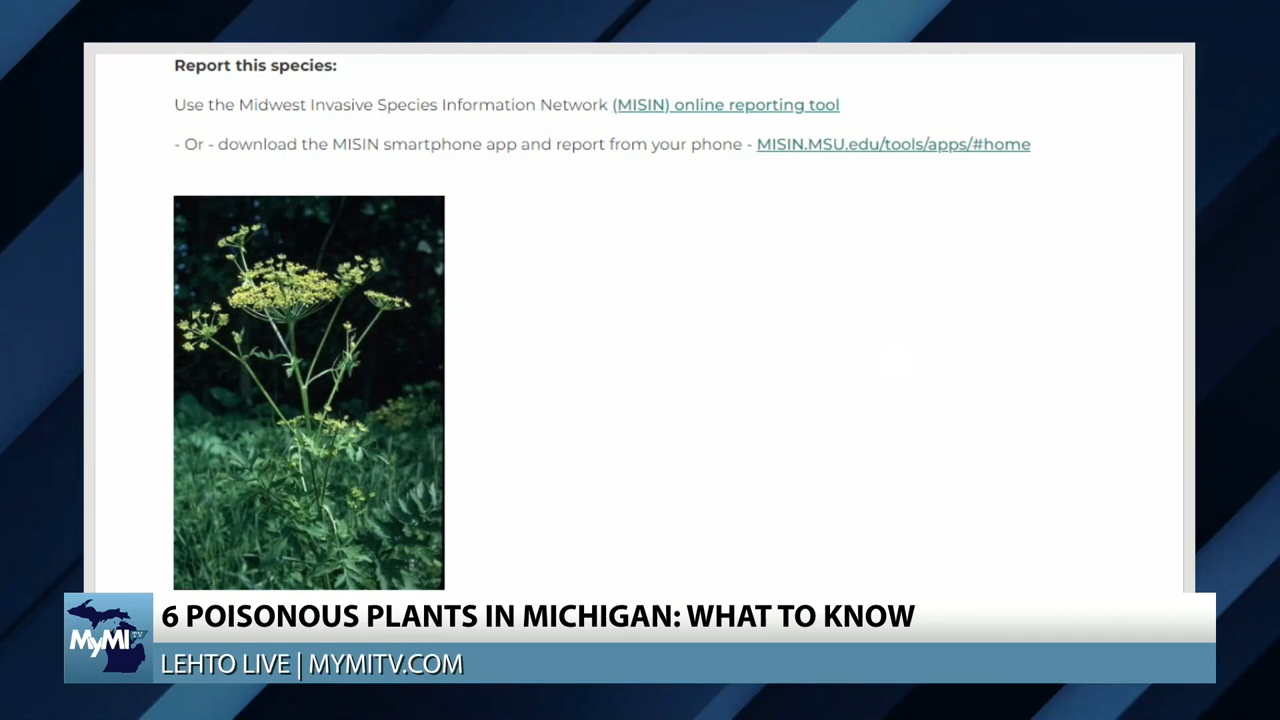 Report this species:
Use the Midwest Invasive Species Information Network (MISIN) online reporting tool
- Or - download the MISIN smartphone app and report from your phone - MISIN.MSU.edu/tools/apps/#home
6 POISONOUS PLANTS IN MICHIGAN: WHAT TO KNOW
MyMI TV
LEHTO LIVE | MYMITV.COM